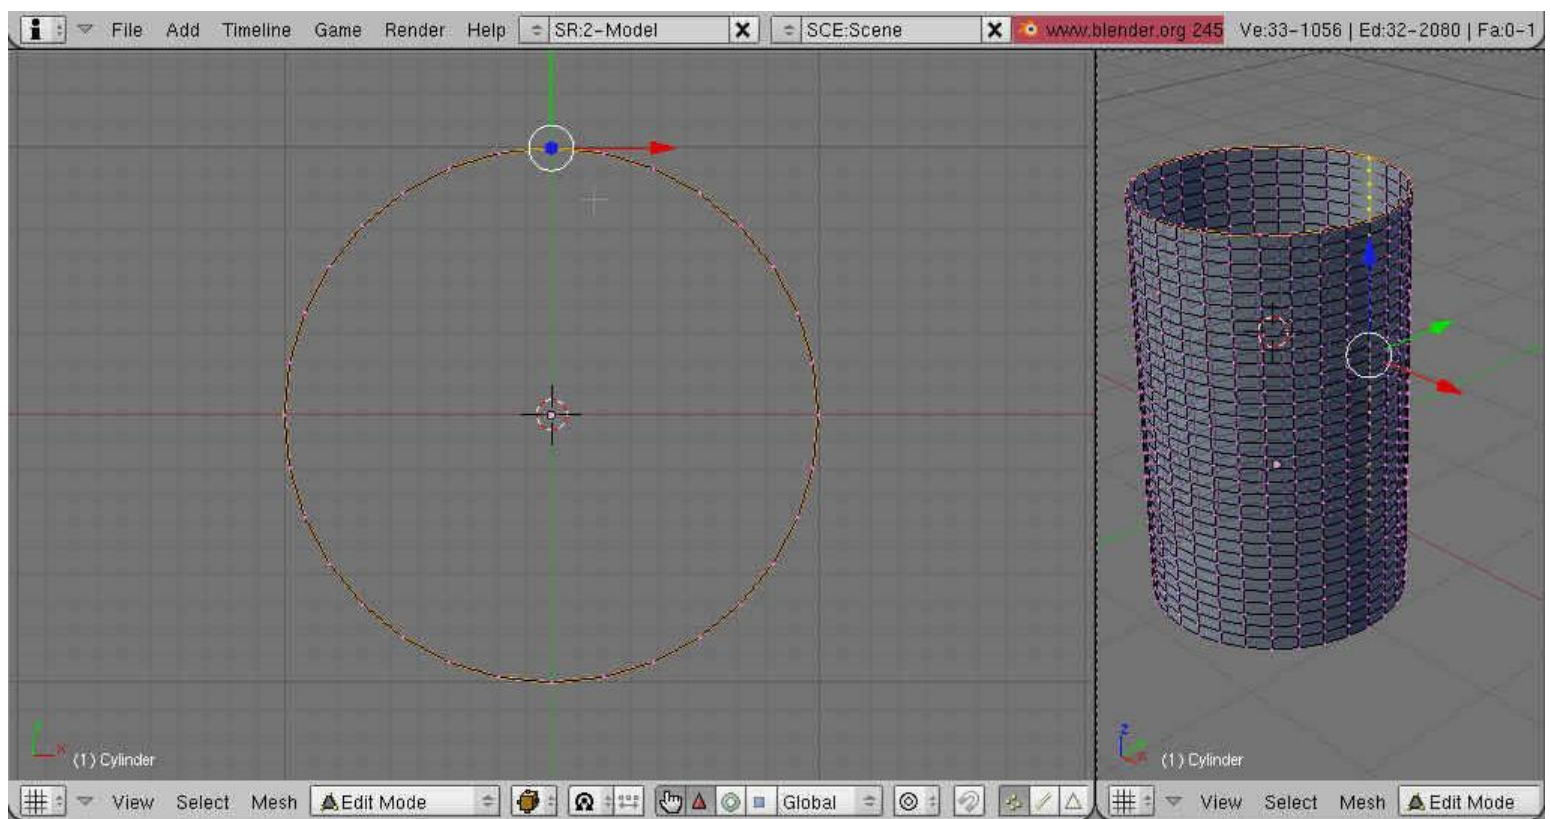 File Add Timeline Game Render Help SR:2-Model SCE:Scene www.blender.org 245 Ve:33-1056 | Ed:32-2080 | Fa:0-1
(1) Cylinder
x
(1) Cylinder
z
View Select Mesh Edit Mode Global
View Select Mesh Edit Mode